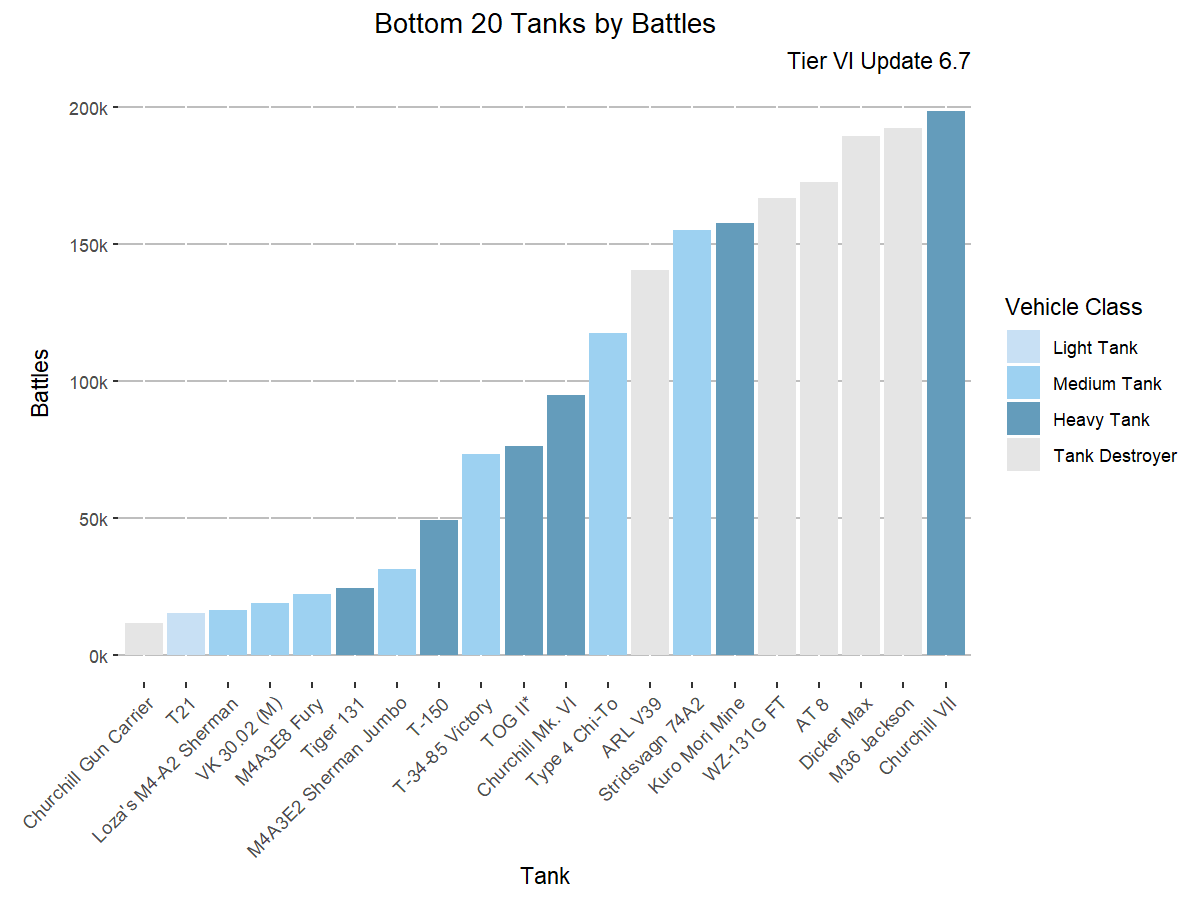 Bottom 20 Tanks by Battles
Tier VI Update 6.7
200k
150k
100k
50k
0k
Battles
Churchill Gun Carrier
T21
Loza's M4-A2 Sherman
VK 30.02 (M)
M4A3E8 Fury
Tiger 131
M4A3E2 Sherman Jumbo
T-150
T-34-85 Victory
TOG II*
Churchill Mk. VI
Type 4 Chi-To
ARL V39
Stridsvagn 74A2
Kuro Mori Mine
WZ-131G FT
AT 8
Dicker Max
M36 Jackson
Churchill VII
Tank
Vehicle Class
Light Tank
Medium Tank
Heavy Tank
Tank Destroyer